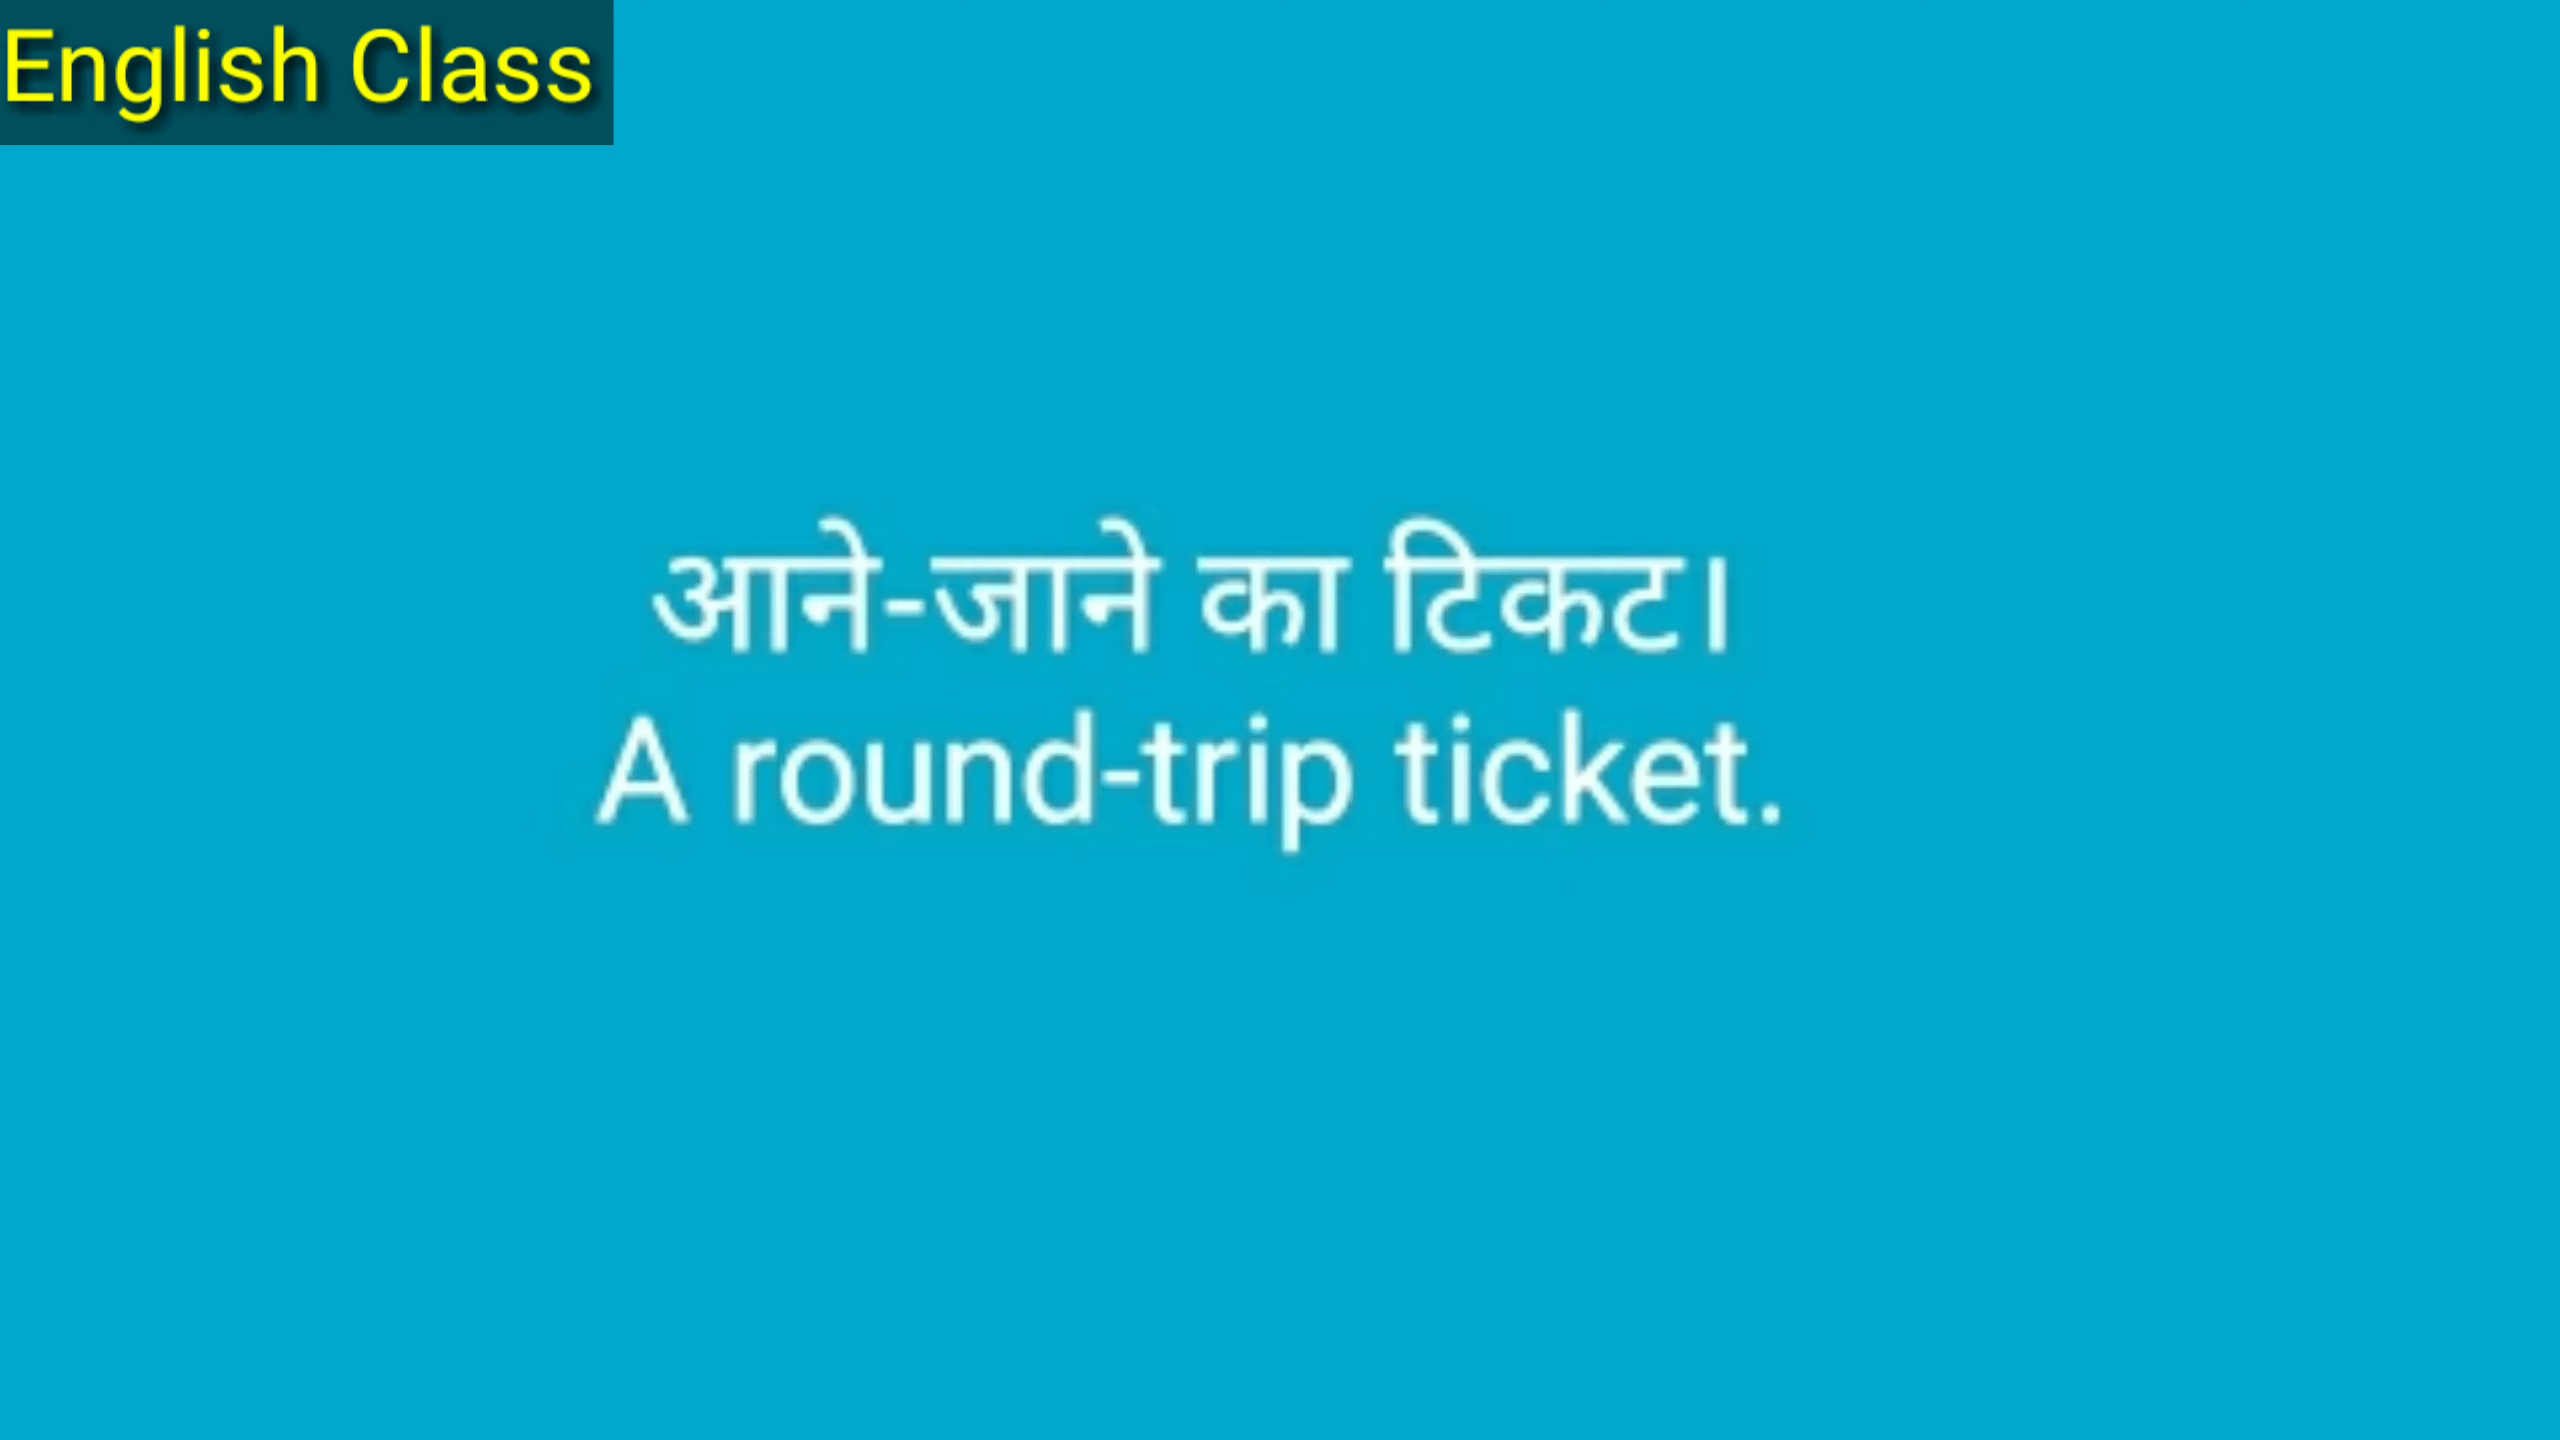 English Class
आने-जाने का टिकट।
A round-trip ticket.